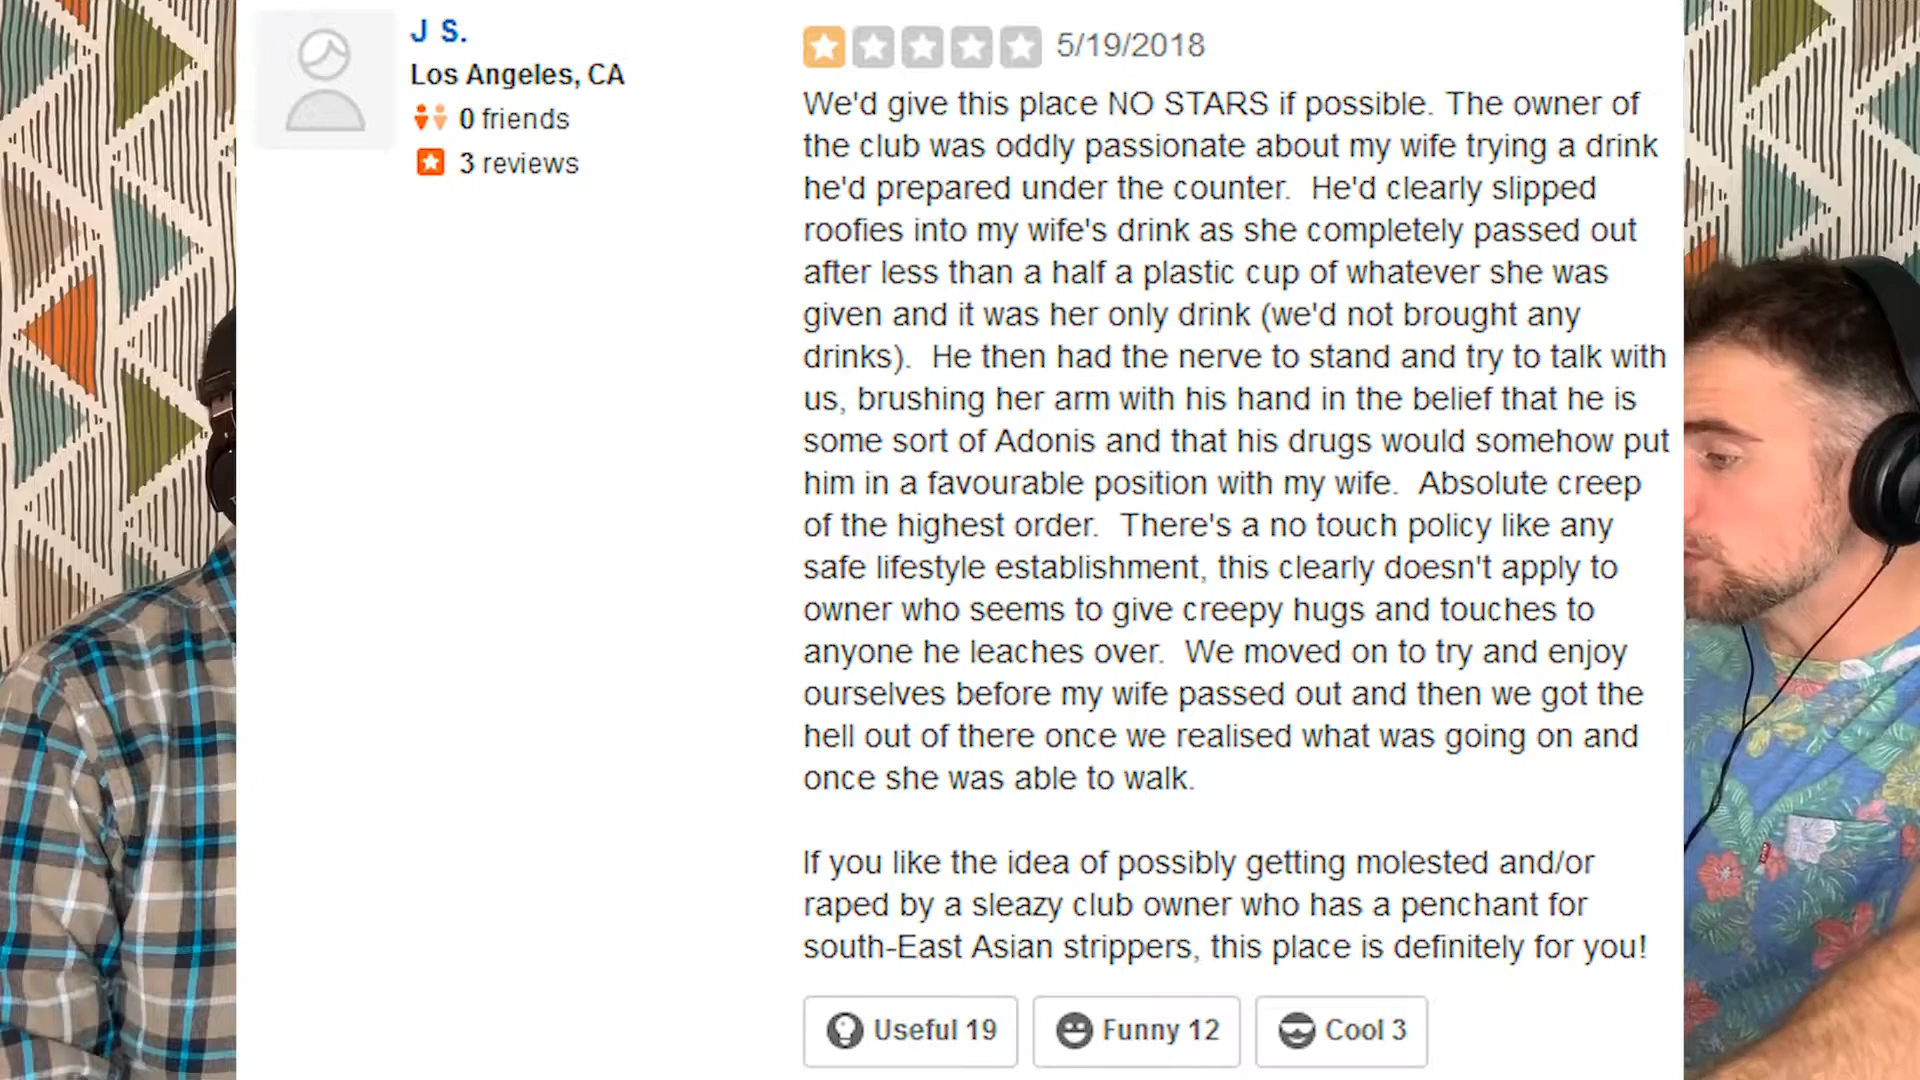 J S.
Los Angeles, CA
0 friends
3 reviews
5/19/2018
We'd give this place NO STARS if possible. The owner of
the club was oddly passionate about my wife trying a drink
he'd prepared under the counter. He'd clearly slipped
roofies into my wife's drink as she completely passed out
after less than a half a plastic cup of whatever she was
given and it was her only drink (we'd not brought any
drinks). He then had the nerve to stand and try to talk with
us, brushing her arm with his hand in the belief that he is
some sort of Adonis and that his drugs would somehow put
him in a favourable position with my wife. Absolute creep
of the highest order. There's a no touch policy like any
safe lifestyle establishment, this clearly doesn't apply to
owner who seems to give creepy hugs and touches to
anyone he leaches over. We moved on to try and enjoy
ourselves before my wife passed out and then we got the
hell out of there once we realised what was going on and
once she was able to walk.
If you like the idea of possibly getting molested and/or
raped by a sleazy club owner who has a penchant for
south-East Asian strippers, this place is definitely for you!
Useful 19 Funny 12 Cool 3